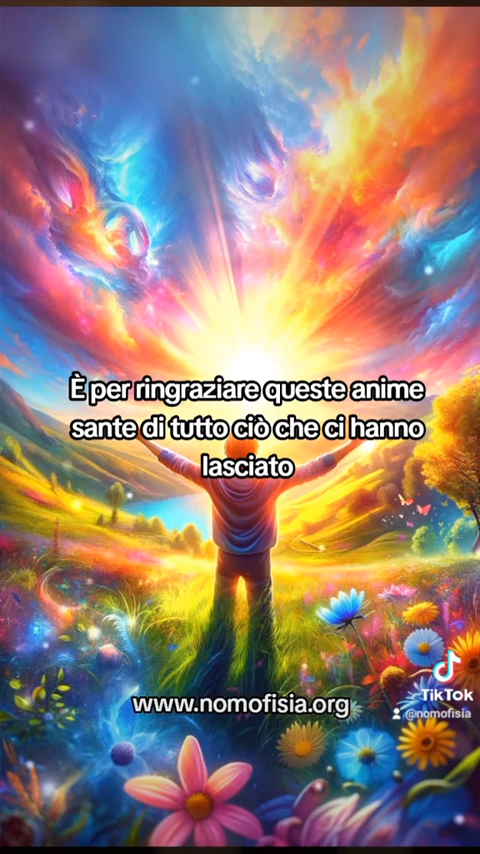 È per ringraziare queste anime
sante di tutto ciò che ci hanno
lasciato
www.nomofisia.org
TikTok
@nomofisia